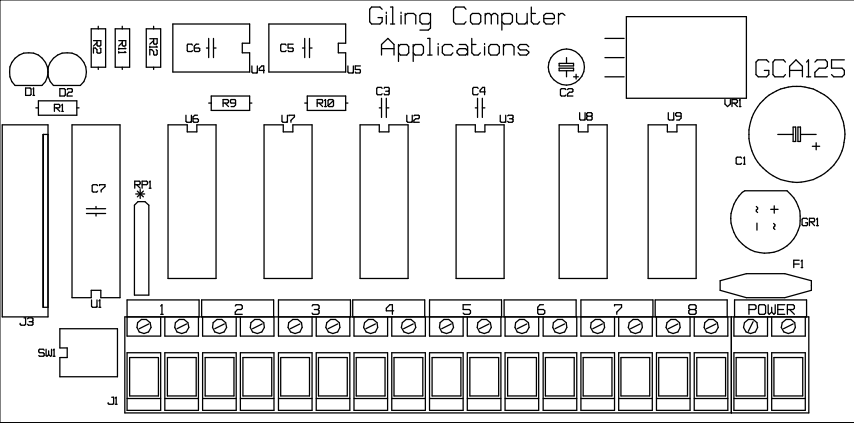 Giling Computer
Applications
GCA125
R2
R11
R12
C6
U4
C5
U5
D1
D2
R1
R9
R10
C3
C4
C2
VR1
C1
+
+
U6
U7
U2
U3
U8
U9
C7
RP1
*
U1
~ +
– ~
GR1
F1
J3
1 2 3 4 5 6 7 8 POWER
SW1
J1